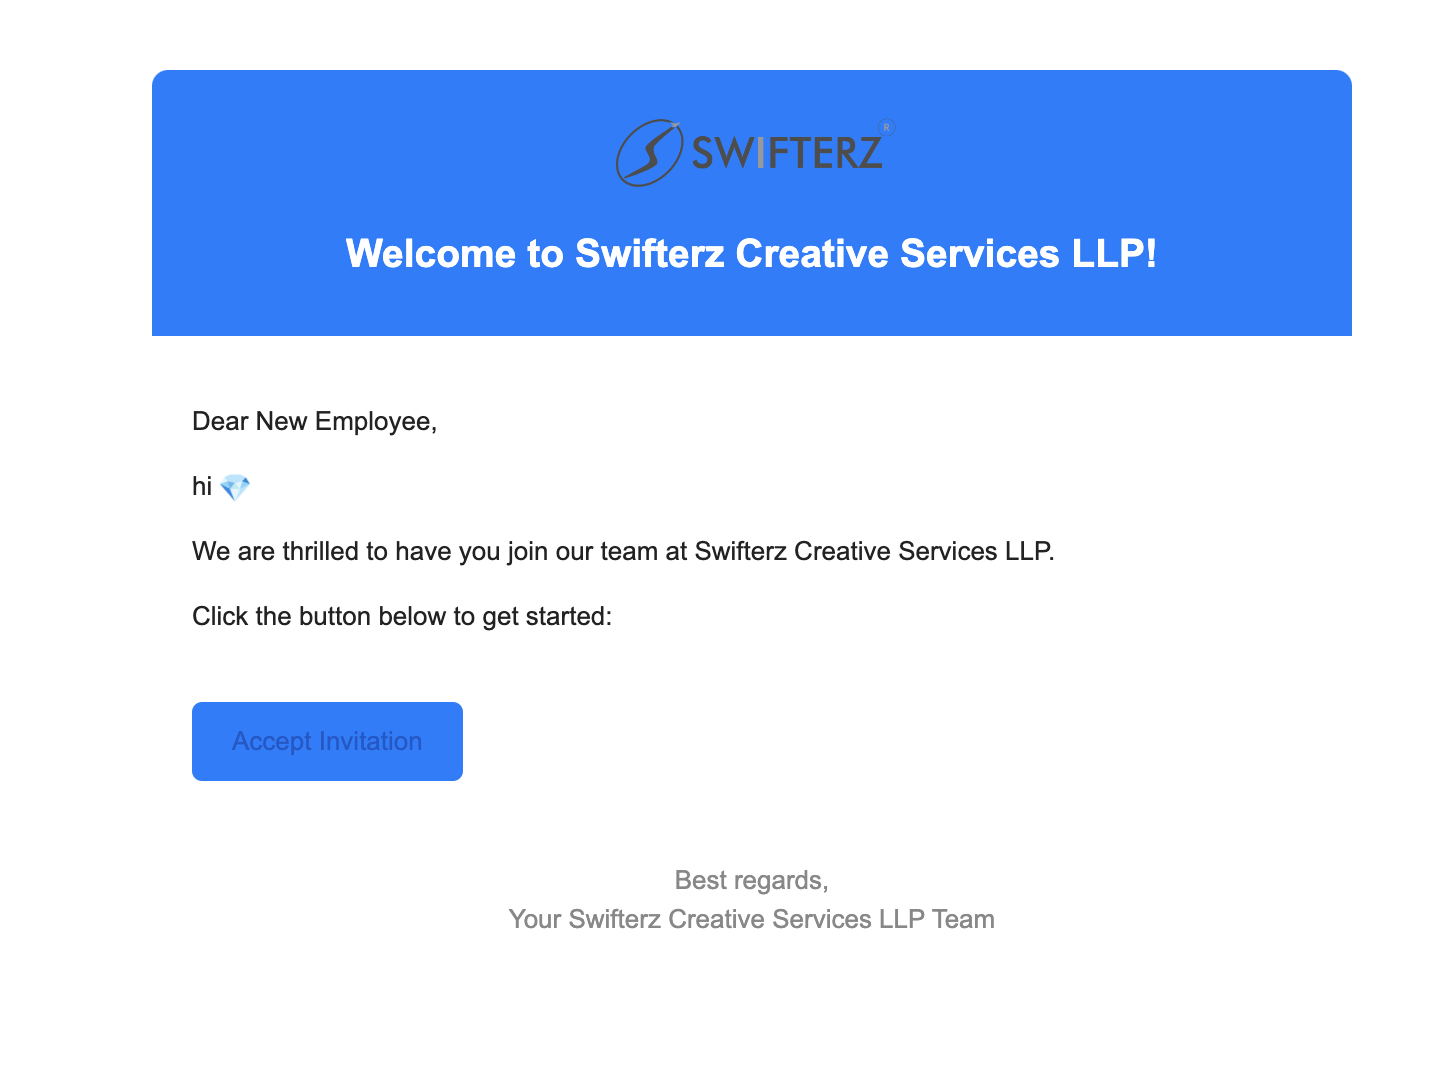 SWIFTERZ ®
Welcome to Swifterz Creative Services LLP!
Dear New Employee,
hi 💎
We are thrilled to have you join our team at Swifterz Creative Services LLP.
Click the button below to get started:
Accept Invitation
Best regards,
Your Swifterz Creative Services LLP Team